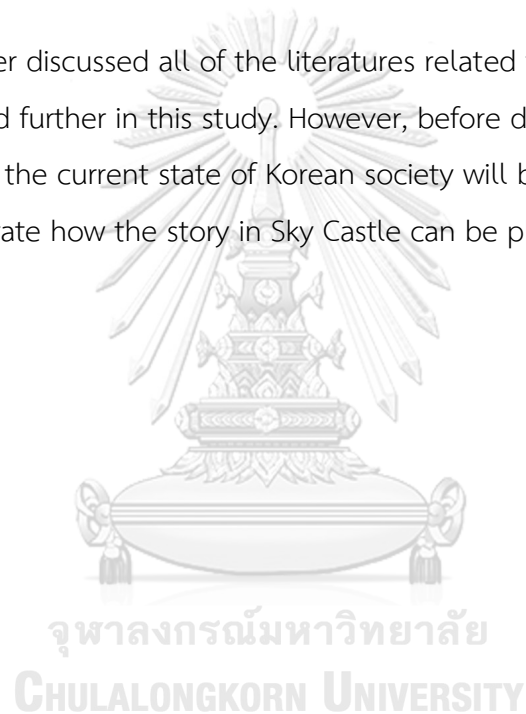 er discussed all of the literatures related
d further in this study. However, before d
the current state of Korean society will b
rate how the story in Sky Castle can be p
จุฬาลงกรณ์มหาวิทยาลัย
CHULALONGKORN UNIVERSITY